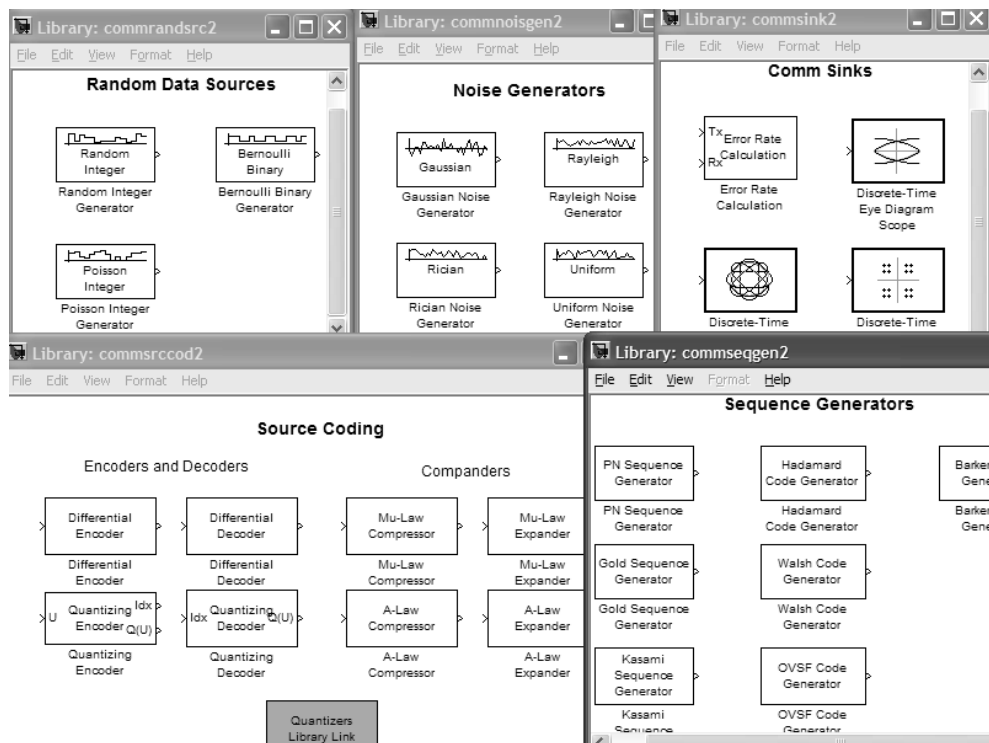 Library: commrandsrc2
File Edit View Format Help
Random Data Sources
Random
Integer
Random Integer
Generator
Bernoulli
Binary
Bernoulli Binary
Generator
Poisson
Integer
Poisson Integer
Generator
Library: commnoisgen2
File Edit View Format Help
Noise Generators
Gaussian
Gaussian Noise
Generator
Rayleigh
Rayleigh Noise
Generator
Rician
Rician Noise
Generator
Uniform
Uniform Noise
Generator
Library: commsink2
File Edit View Format Help
Comm Sinks
Tx
Rx
Error Rate
Calculation
Error Rate
Calculation
Discrete-Time
Eye Diagram
Scope
Discrete-Time
Discrete-Time
Library: commsrccod2
File Edit View Format Help
Source Coding
Encoders and Decoders
Companders
Differential
Encoder
Differential
Encoder
Differential
Decoder
Differential
Decoder
Mu-Law
Compressor
Mu-Law
Compressor
Mu-Law
Expander
Mu-Law
Expander
U
Quantizing
Encoder
Idx
Q(U)
Quantizing
Encoder
Idx
Quantizing
Decoder
Q(U)
Quantizing
Decoder
A-Law
Compressor
A-Law
Compressor
A-Law
Expander
A-Law
Expander
Quantizers
Library Link
Library: commseqgen2
File Edit View Format Help
Sequence Generators
PN Sequence
Generator
PN Sequence
Generator
Hadamard
Code Generator
Hadamard
Code Generator
Barker
Gene
Barker
Gene
Gold Sequence
Generator
Gold Sequence
Generator
Walsh Code
Generator
Walsh Code
Generator
Kasami
Sequence
Generator
Kasami
Sequence
OVSF Code
Generator
OVSF Code
Generator